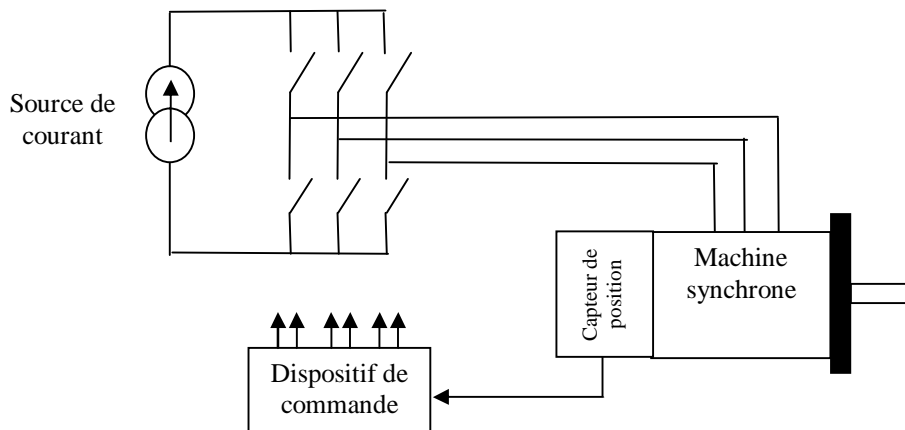 Source de
courant
Capteur de
position
Machine
synchrone
Dispositif de
commande